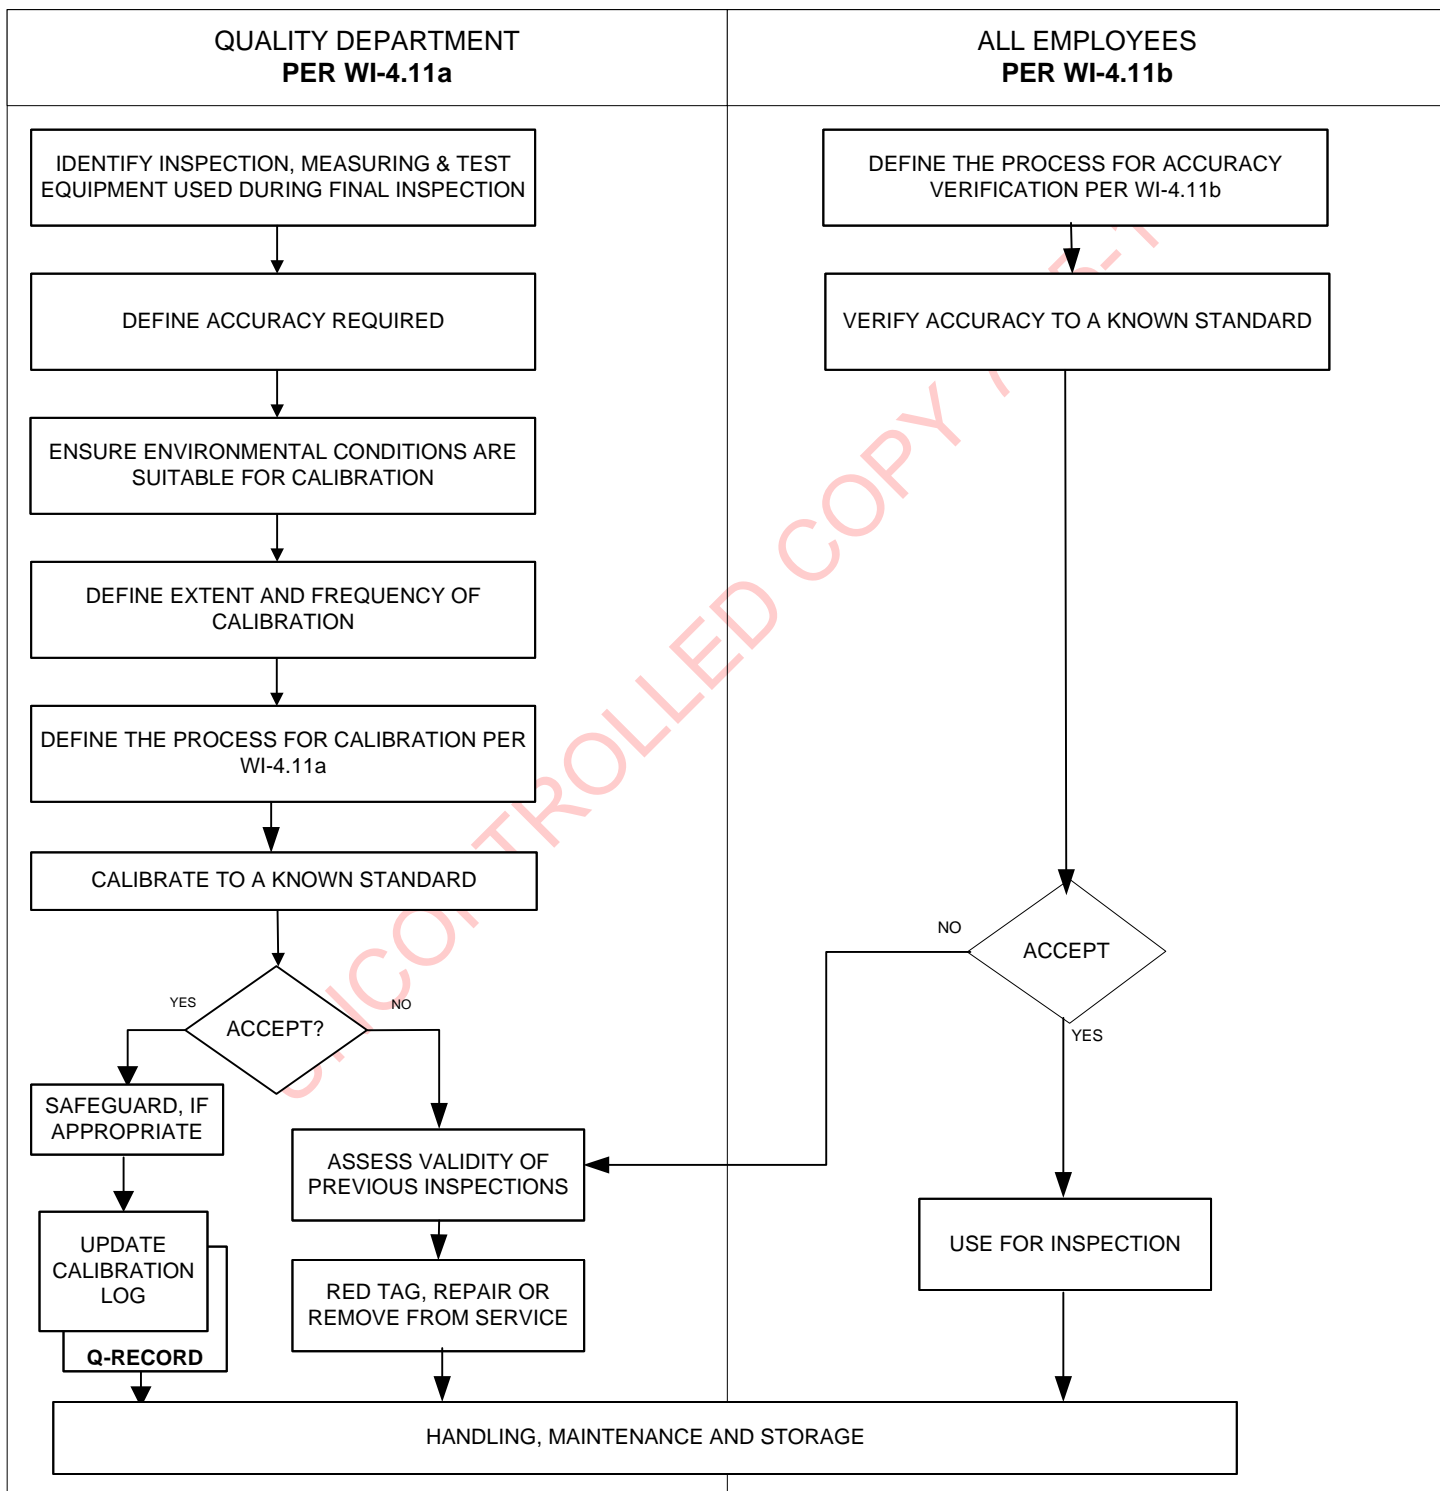 QUALITY DEPARTMENT
PER WI-4.11a
ALL EMPLOYEES
PER WI-4.11b
IDENTIFY INSPECTION, MEASURING & TEST
EQUIPMENT USED DURING FINAL INSPECTION
DEFINE ACCURACY REQUIRED
ENSURE ENVIRONMENTAL CONDITIONS ARE
SUITABLE FOR CALIBRATION
DEFINE EXTENT AND FREQUENCY OF
CALIBRATION
DEFINE THE PROCESS FOR CALIBRATION PER
WI-4.11a
CALIBRATE TO A KNOWN STANDARD
YES
ACCEPT?
NO
SAFEGUARD, IF
APPROPRIATE
UPDATE
CALIBRATION
LOG
Q-RECORD
ASSESS VALIDITY OF
PREVIOUS INSPECTIONS
RED TAG, REPAIR OR
REMOVE FROM SERVICE
DEFINE THE PROCESS FOR ACCURACY
VERIFICATION PER WI-4.11b
VERIFY ACCURACY TO A KNOWN STANDARD
NO
ACCEPT
YES
USE FOR INSPECTION
HANDLING, MAINTENANCE AND STORAGE
COPY